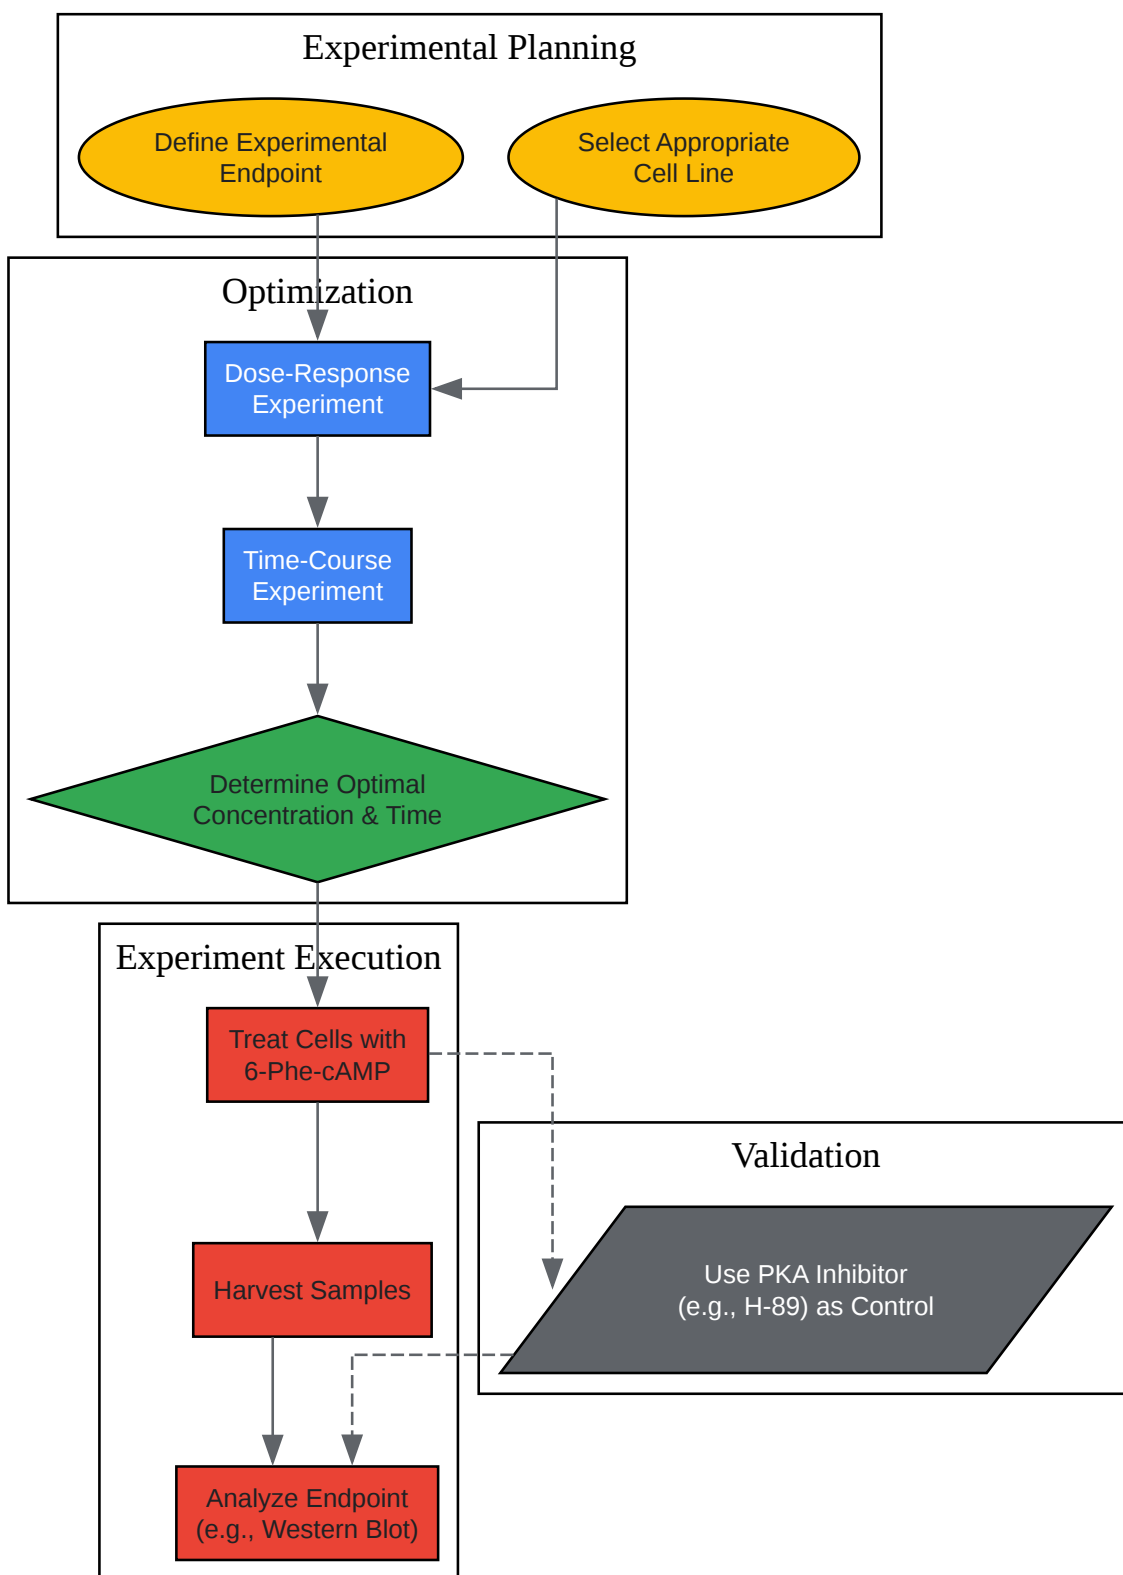 Experimental Planning
Define Experimental
Endpoint
Select Appropriate
Cell Line
Optimization
Dose-Response
Experiment
Time-Course
Experiment
Determine Optimal
Concentration & Time
Experiment Execution
Treat Cells with
6-Phe-cAMP
Validation
Use PKA Inhibitor
(e.g., H-89) as Control
Harvest Samples
Analyze Endpoint
(e.g., Western Blot)